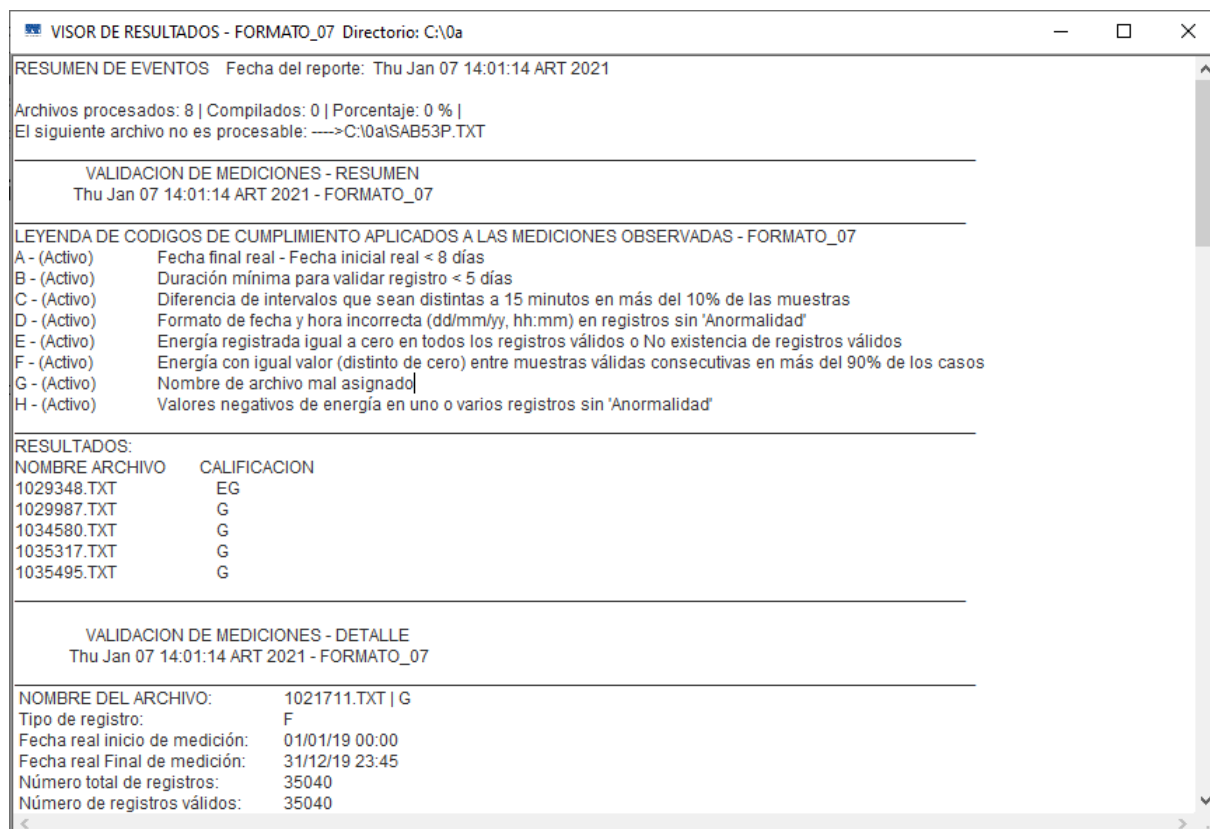 VISOR DE RESULTADOS - FORMATO_07 Directorio: C:\0a
RESUMEN DE EVENTOS Fecha del reporte: Thu Jan 07 14:01:14 ART 2021
Archivos procesados: 8 | Compilados: 0 | Porcentaje: 0 % |
El siguiente archivo no es procesable: ---->C:\0a\SAB53P.TXT
VALIDACION DE MEDICIONES - RESUMEN
Thu Jan 07 14:01:14 ART 2021 - FORMATO_07
LEYENDA DE CODIGOS DE CUMPLIMIENTO APLICADOS A LAS MEDICIONES OBSERVADAS - FORMATO_07
A - (Activo) Fecha final real - Fecha inicial real < 8 días
B - (Activo) Duración mínima para validar registro < 5 días
C - (Activo) Diferencia de intervalos que sean distintas a 15 minutos en más del 10% de las muestras
D - (Activo) Formato de fecha y hora incorrecta (dd/mm/yy, hh:mm) en registros sin 'Anormalidad'
E - (Activo) Energía registrada igual a cero en todos los registros válidos o No existencia de registros válidos
F - (Activo) Energía con igual valor (distinto de cero) entre muestras válidas consecutivas en más del 90% de los casos
G - (Activo) Nombre de archivo mal asignado
H - (Activo) Valores negativos de energía en uno o varios registros sin 'Anormalidad'
RESULTADOS:
NOMBRE ARCHIVO CALIFICACION
1029348.TXT EG
1029987.TXT G
1034580.TXT G
1035317.TXT G
1035495.TXT G
VALIDACION DE MEDICIONES - DETALLE
Thu Jan 07 14:01:14 ART 2021 - FORMATO_07
NOMBRE DEL ARCHIVO: 1021711.TXT | G
Tipo de registro: F
Fecha real inicio de medición: 01/01/19 00:00
Fecha real Final de medición: 31/12/19 23:45
Número total de registros: 35040
Número de registros válidos: 35040